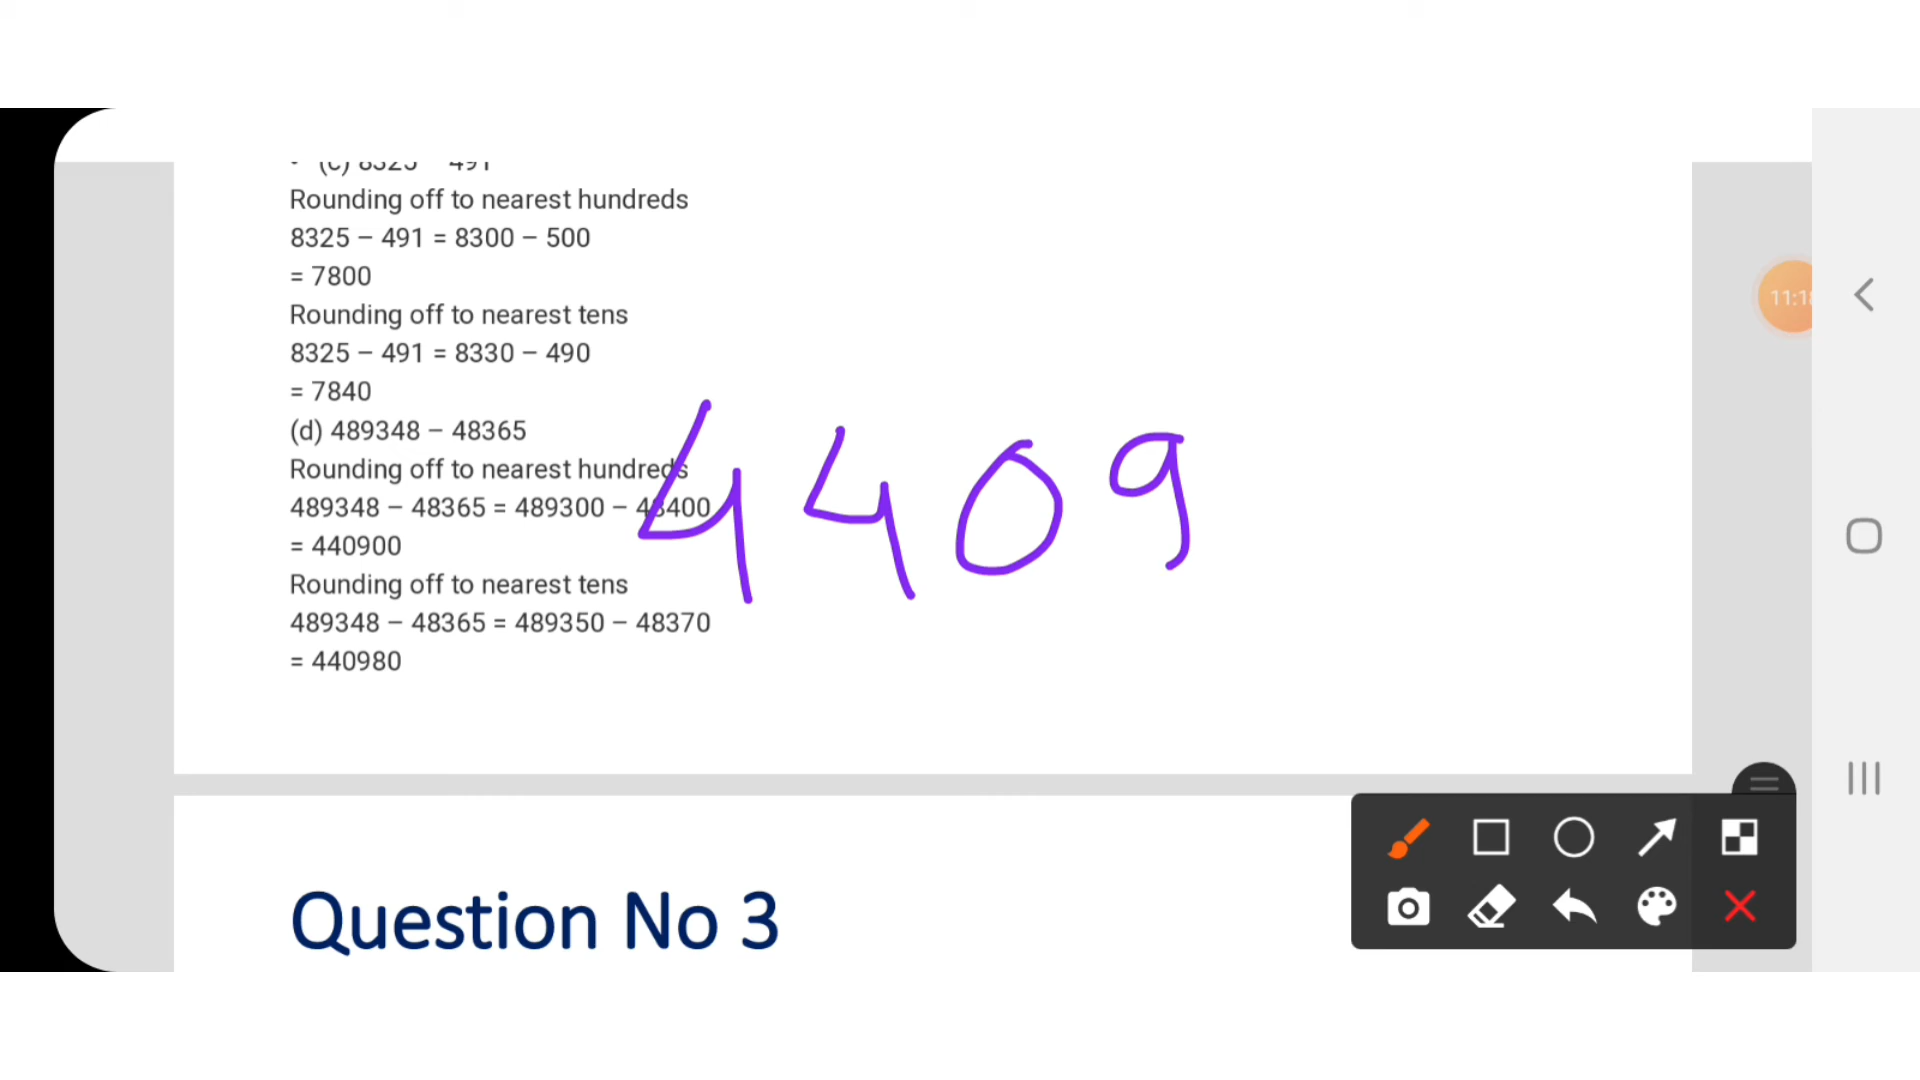 (c) 8325 – 491
Rounding off to nearest hundreds
8325 – 491 = 8300 – 500
= 7800
Rounding off to nearest tens
8325 – 491 = 8330 – 490
= 7840
(d) 489348 – 48365
Rounding off to nearest hundreds
489348 – 48365 = 489300 – 48400
= 440900
Rounding off to nearest tens
489348 – 48365 = 489350 – 48370
= 440980
4409
Question No 3